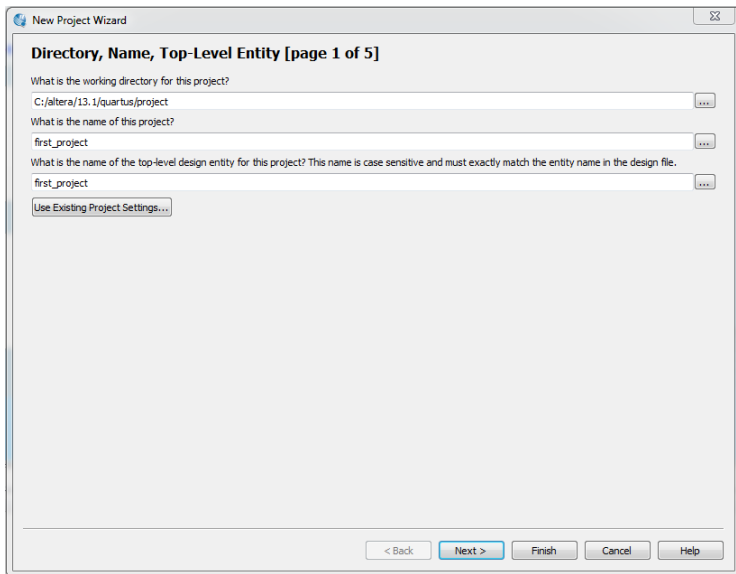 New Project Wizard
Directory, Name, Top-Level Entity [page 1 of 5]
What is the working directory for this project?
C:/altera/13.1/quartus/project
...
What is the name of this project?
first_project
...
What is the name of the top-level design entity for this project? This name is case sensitive and must exactly match the entity name in the design file.
first_project
...
Use Existing Project Settings...
< Back Next > Finish Cancel Help